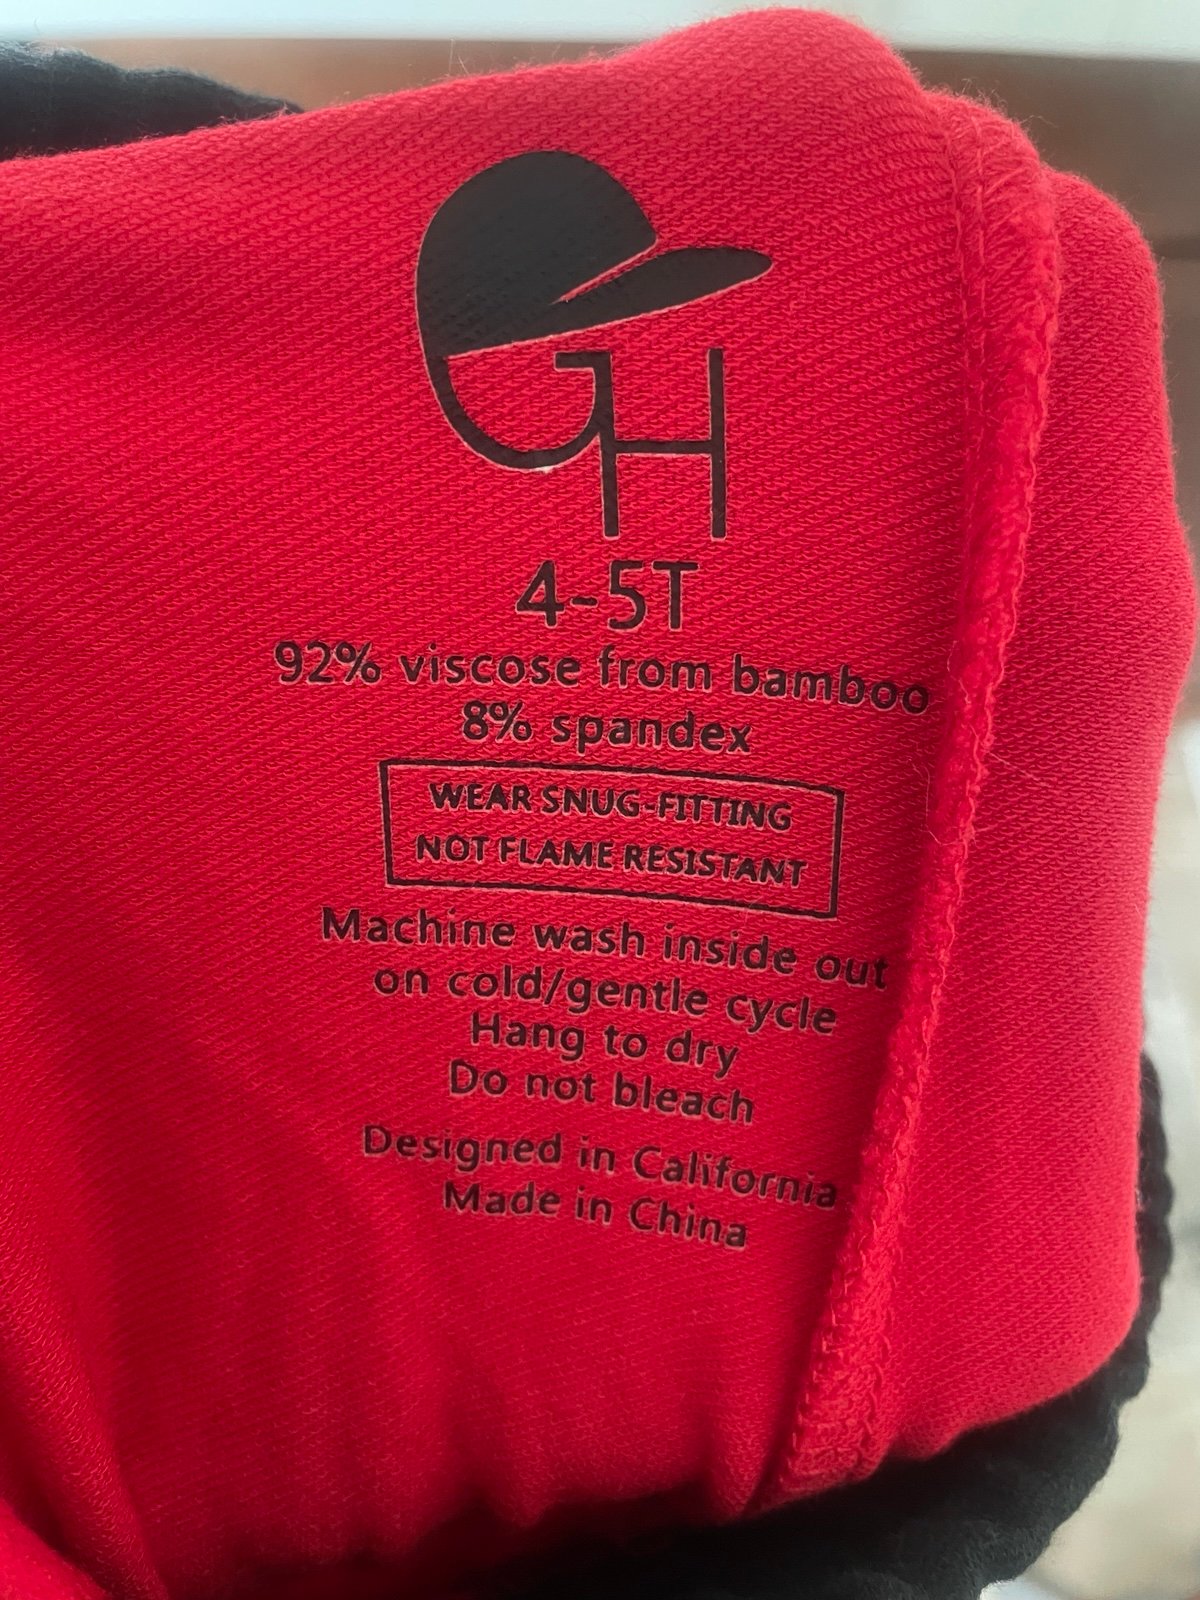 GH
4-5T
92% viscose from bamboo
8% spandex
WEAR SNUG-FITTING
NOT FLAME RESISTANT
Machine wash inside out
on cold/gentle cycle
Hang to dry
Do not bleach
Designed in California
Made in China